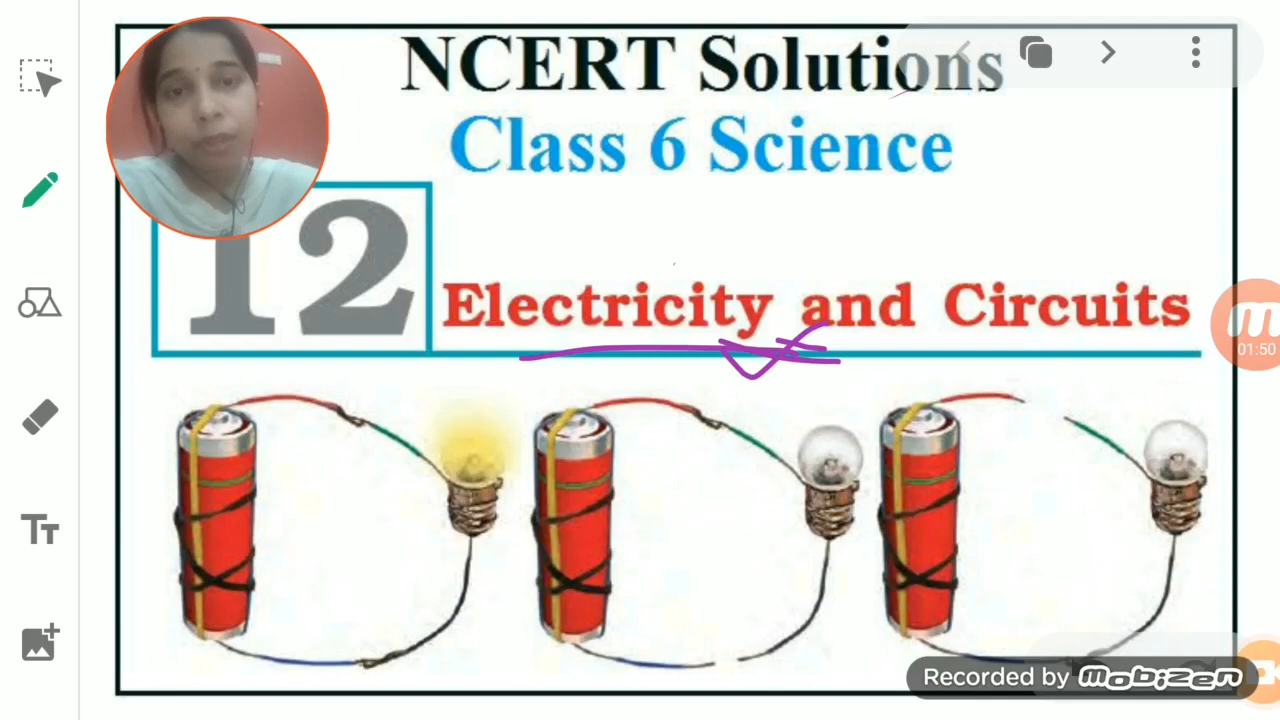 NCERT Solutions
Class 6 Science
12
Electricity and Circuits
01:50
Recorded by Mobizen